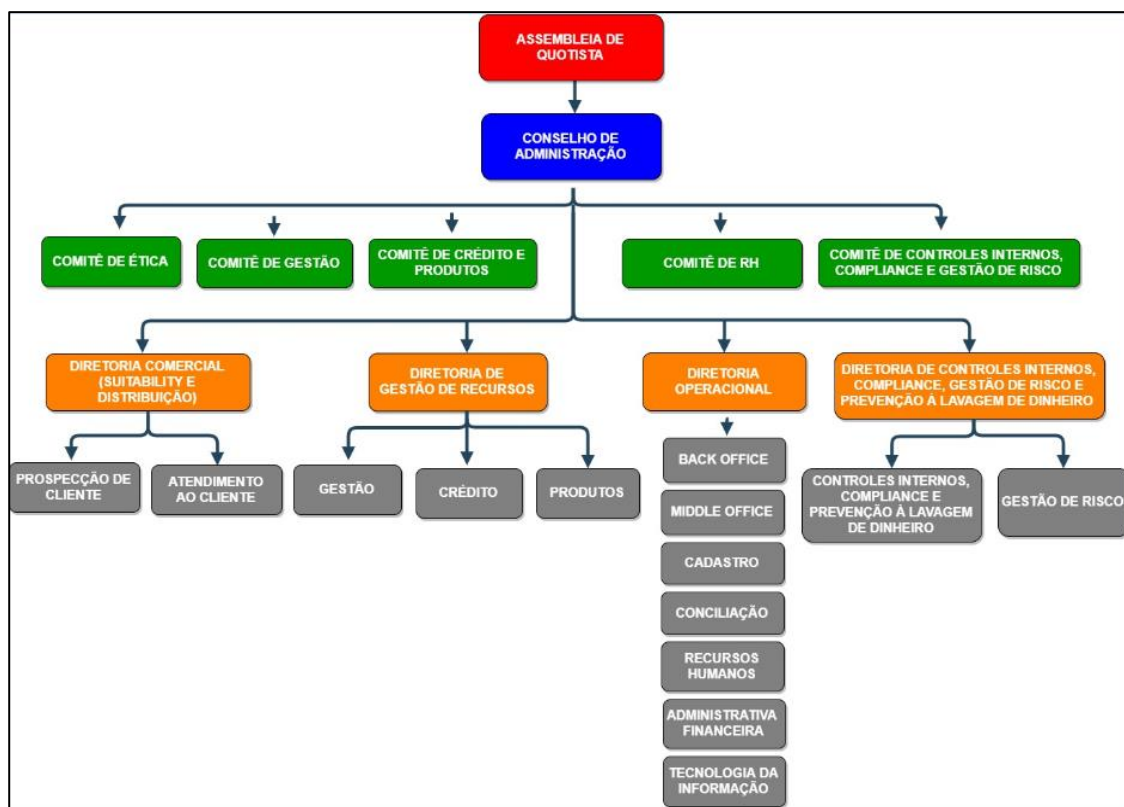 ASSEMBLEIA DE
QUOTISTA
CONSELHO DE
ADMINISTRAÇÃO
COMITÊ DE ÉTICA
COMITÊ DE GESTÃO
COMITÊ DE CRÉDITO E
PRODUTOS
COMITÊ DE RH
COMITÊ DE CONTROLES INTERNOS,
COMPLIANCE E GESTÃO DE RISCO
DIRETORIA COMERCIAL
(SUITABILITY E
DISTRIBUIÇÃO)
DIRETORIA DE
GESTÃO DE RECURSOS
DIRETORIA
OPERACIONAL
DIRETORIA DE CONTROLES INTERNOS,
COMPLIANCE, GESTÃO DE RISCO E
PREVENÇÃO À LAVAGEM DE DINHEIRO
PROSPECÇÃO DE
CLIENTE
ATENDIMENTO
AO CLIENTE
GESTÃO
CRÉDITO
PRODUTOS
BACK OFFICE
MIDDLE OFFICE
CADASTRO
CONCILIAÇÃO
RECURSOS
HUMANOS
ADMINISTRATIVA
FINANCEIRA
TECNOLOGIA DA
INFORMAÇÃO
CONTROLES INTERNOS,
COMPLIANCE E
PREVENÇÃO À LAVAGEM
DE DINHEIRO
GESTÃO DE RISCO